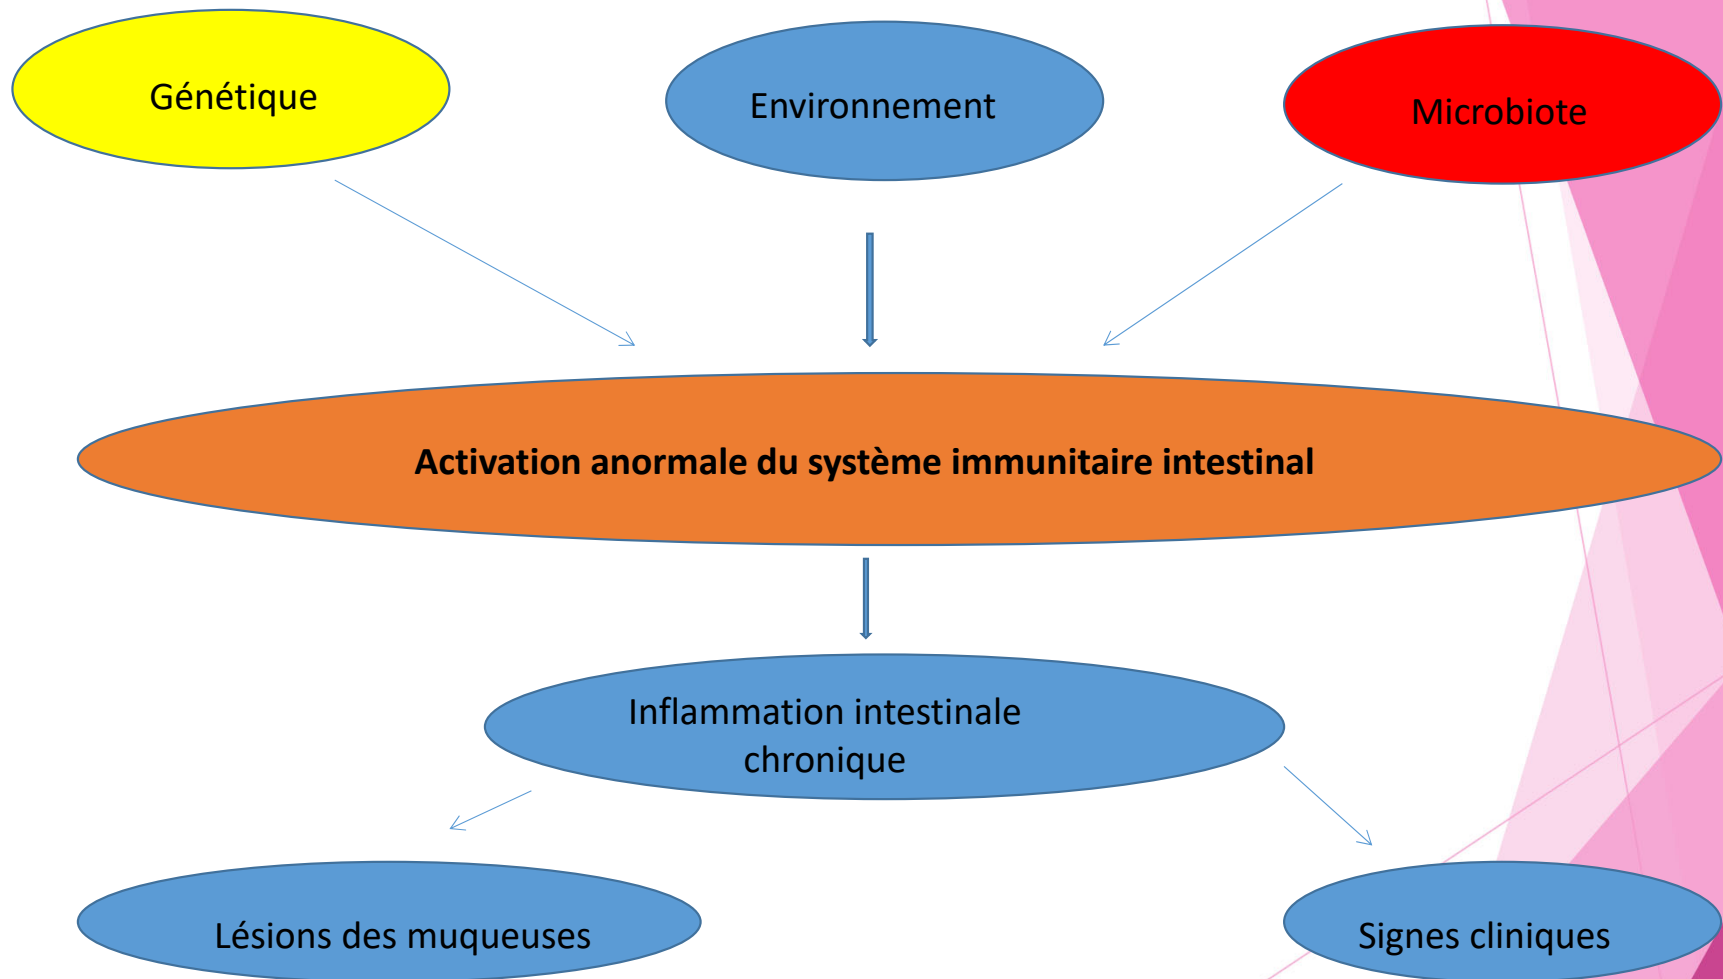 Génétique
Environnement
Microbiote
Activation anormale du système immunitaire intestinal
Inflammation intestinale
chronique
Lésions des muqueuses
Signes cliniques